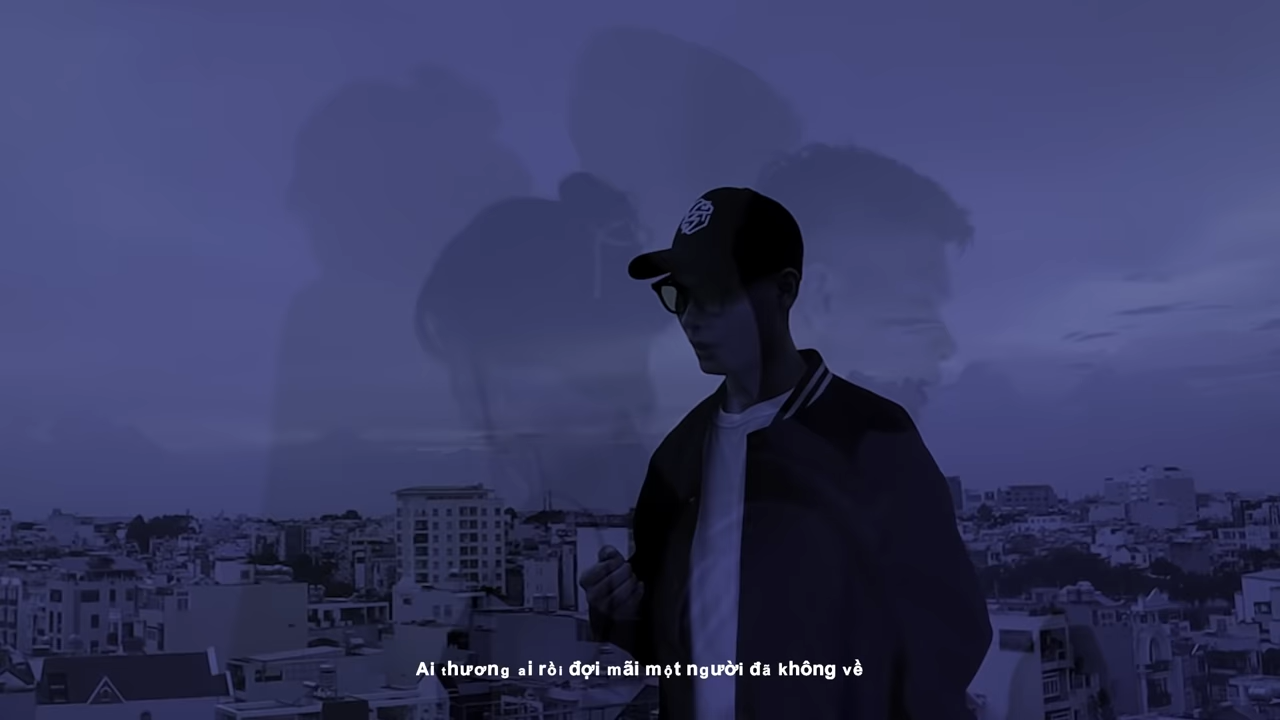 Ai thương ai rồi đợi mãi một người đã không về